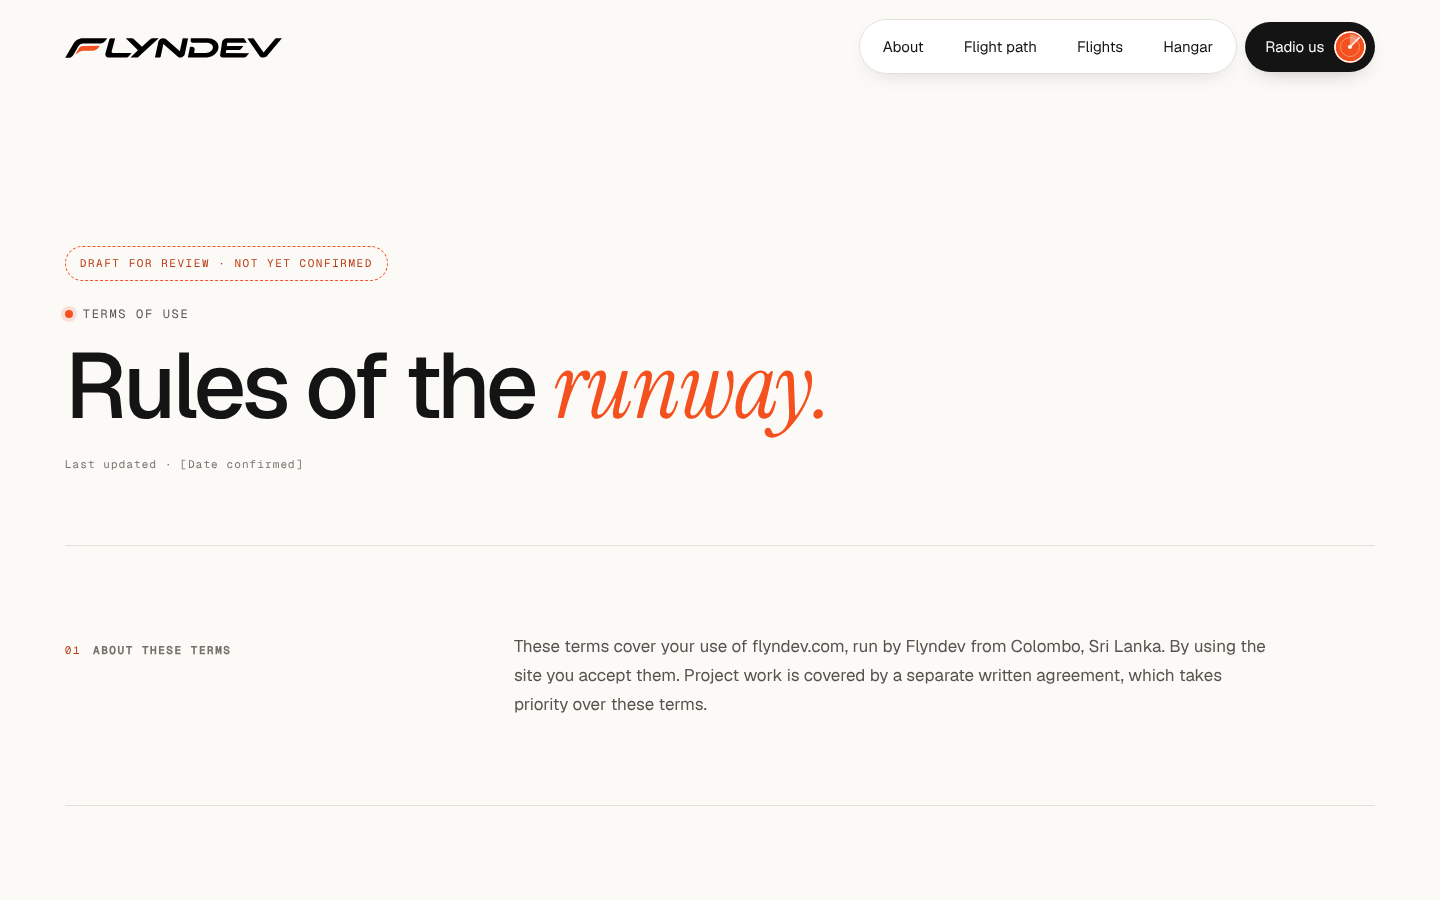 FLYNDEV
About
Flight path
Flights
Hangar
Radio us
DRAFT FOR REVIEW · NOT YET CONFIRMED
TERMS OF USE
Rules of the runway.
Last updated · [Date confirmed]
01 ABOUT THESE TERMS
These terms cover your use of flyndev.com, run by Flyndev from Colombo, Sri Lanka. By using the
site you accept them. Project work is covered by a separate written agreement, which takes
priority over these terms.